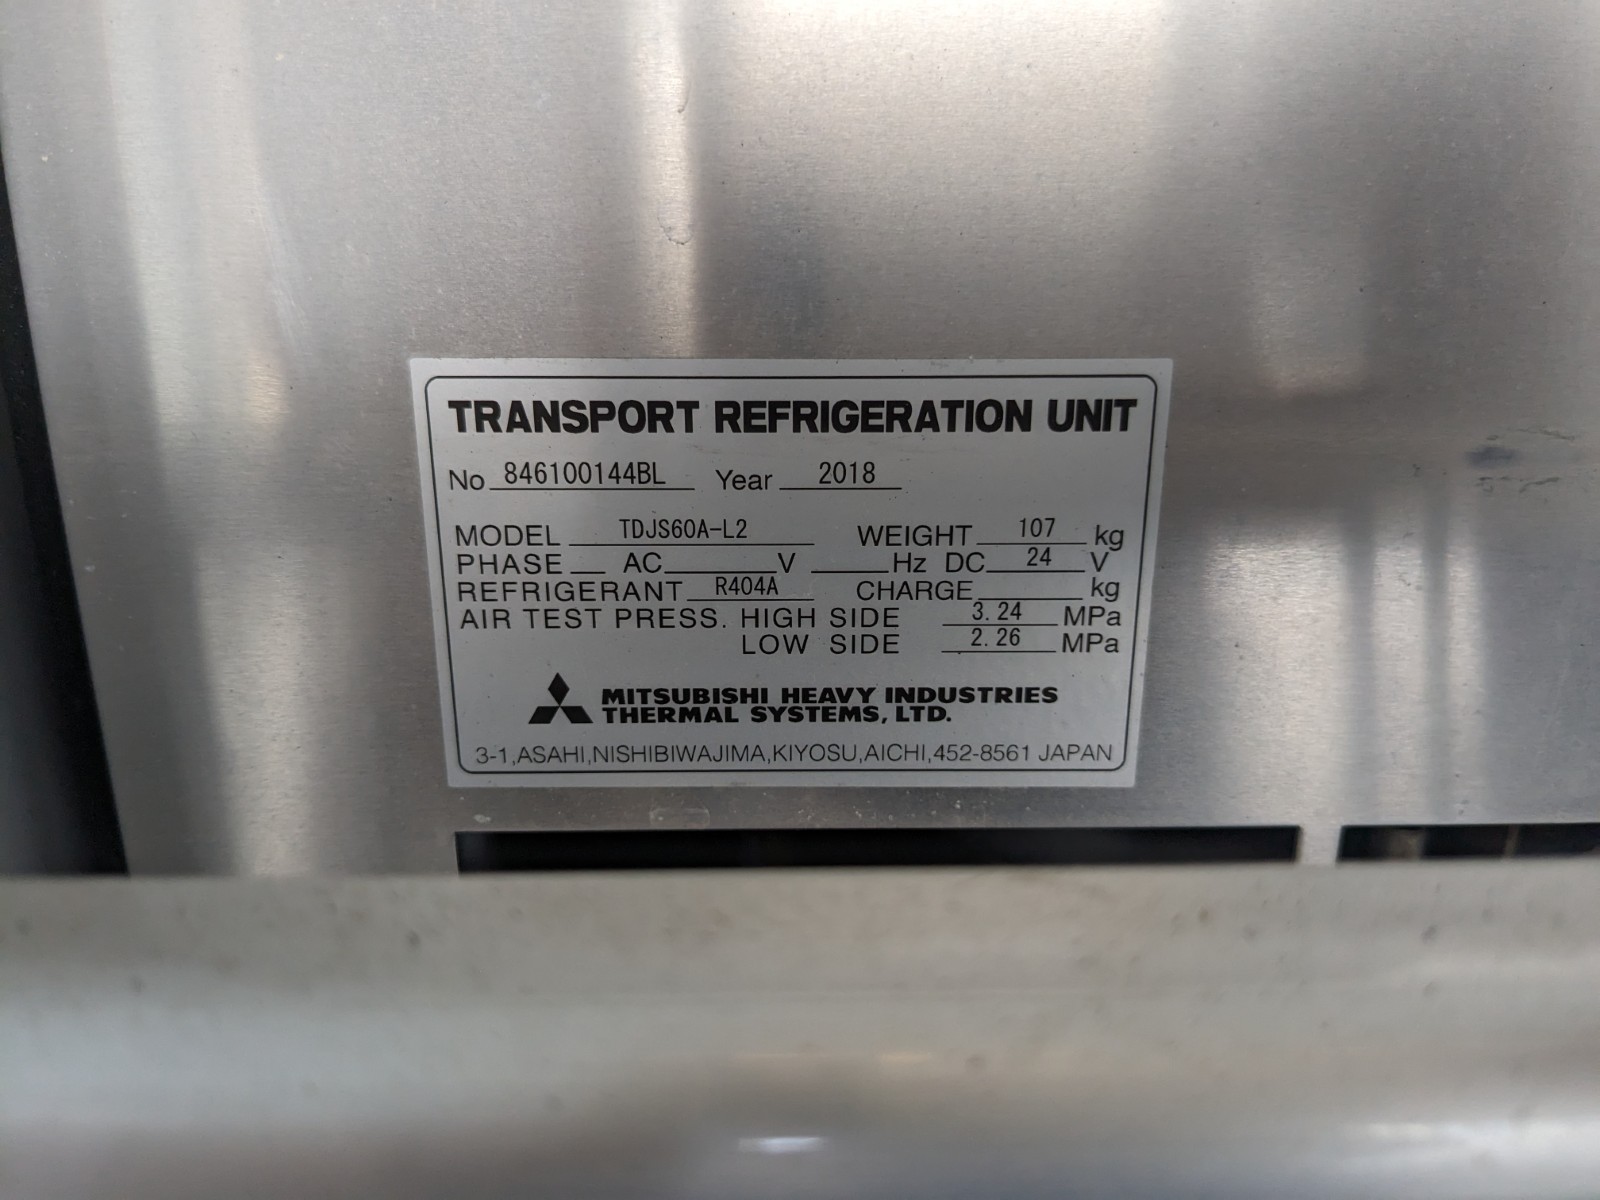 TRANSPORT REFRIGERATION UNIT
No 846100144BL Year 2018
MODEL TDJS60A-L2 WEIGHT 107 kg
PHASE AC V Hz DC 24 V
REFRIGERANT R404A CHARGE kg
AIR TEST PRESS. HIGH SIDE 3.24 MPa
LOW SIDE 2.26 MPa
MITSUBISHI HEAVY INDUSTRIES
THERMAL SYSTEMS, LTD.
3-1,ASAHI,NISHIBIWAJIMA,KIYOSU,AICHI,452-8561 JAPAN